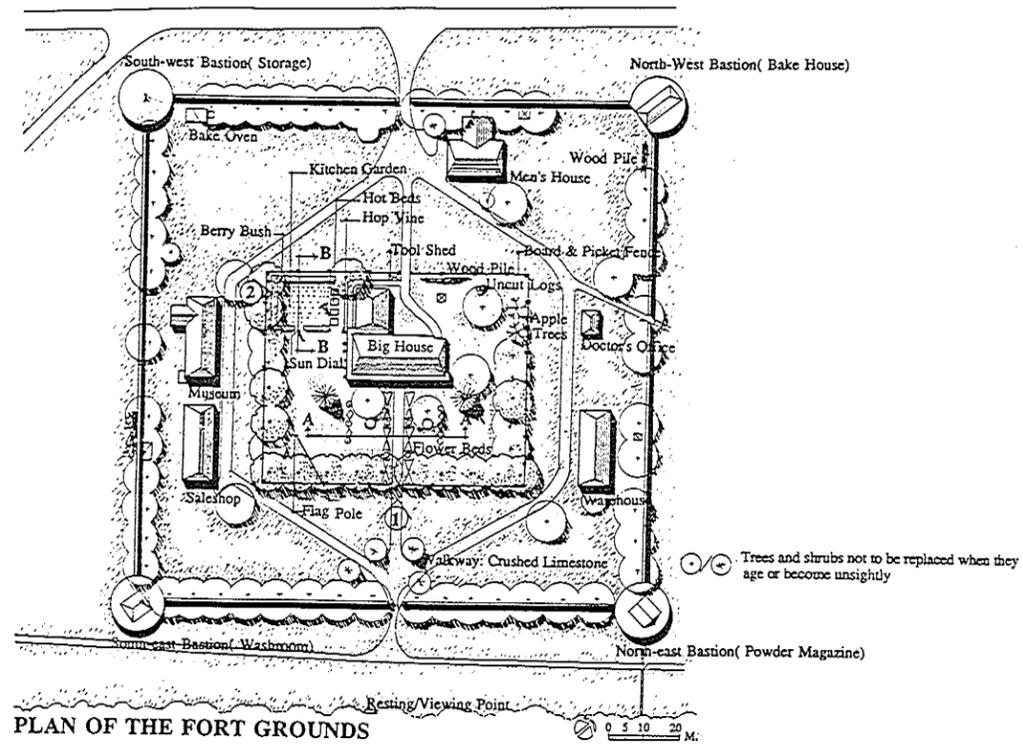 South-west Bastion( Storage)
North-West Bastion( Bake House)
Bake Oven
Wood Pile
Kitchen Garden
Men's House
Hot Beds
Hop Vine
Berry Bush
B
Tool Shed
Board & Picket Fence
Wood Pile
Uncut Logs
2
A
Apple
Trees
B
Big House
Doctor's Office
Sun Dial
Museum
A
Flower Beds
Saleshop
Warehouse
Flag Pole
1
Walkway: Crushed Limestone
Trees and shrubs not to be replaced when they
age or become unsightly
South-east Bastion( Washroom)
North-east Bastion( Powder Magazine)
Resting/Viewing Point
PLAN OF THE FORT GROUNDS
0 5 10 20
M.